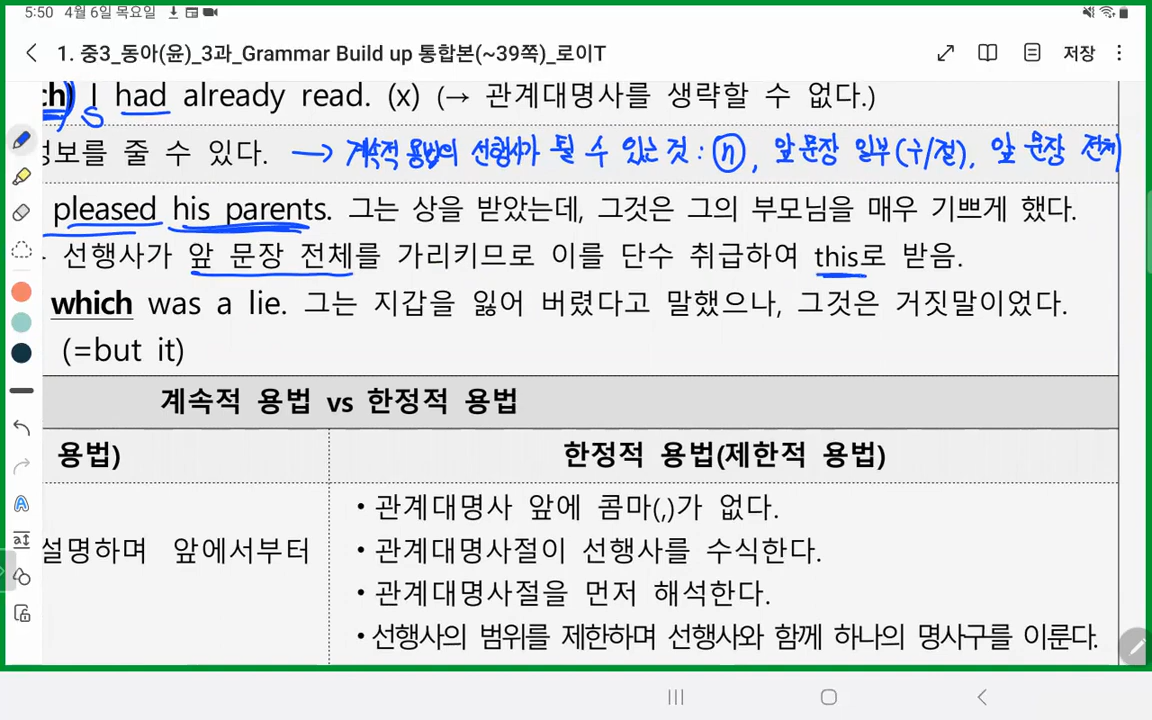 5:50 4월 6일 목요일
1. 중3_동아(윤)_3과_Grammar Build up 통합본(~39쪽)_로이T 저장
ch) I had already read. (x) (→ 관계대명사를 생략할 수 없다.)
S
정보를 줄 수 있다. → 계속적 용법의 선행사가 될 수 있는 것 : n, 앞 문장 일부(구/절), 앞 문장 전체
pleased his parents. 그는 상을 받았는데, 그것은 그의 부모님을 매우 기쁘게 했다.
선행사가 앞 문장 전체를 가리키므로 이를 단수 취급하여 this로 받음.
which was a lie. 그는 지갑을 잃어 버렸다고 말했으나, 그것은 거짓말이었다.
(=but it)
계속적 용법 vs 한정적 용법
용법) 한정적 용법(제한적 용법)
• 관계대명사 앞에 콤마(,)가 없다.
설명하며 앞에서부터 • 관계대명사절이 선행사를 수식한다.
• 관계대명사절을 먼저 해석한다.
• 선행사의 범위를 제한하며 선행사와 함께 하나의 명사구를 이룬다.